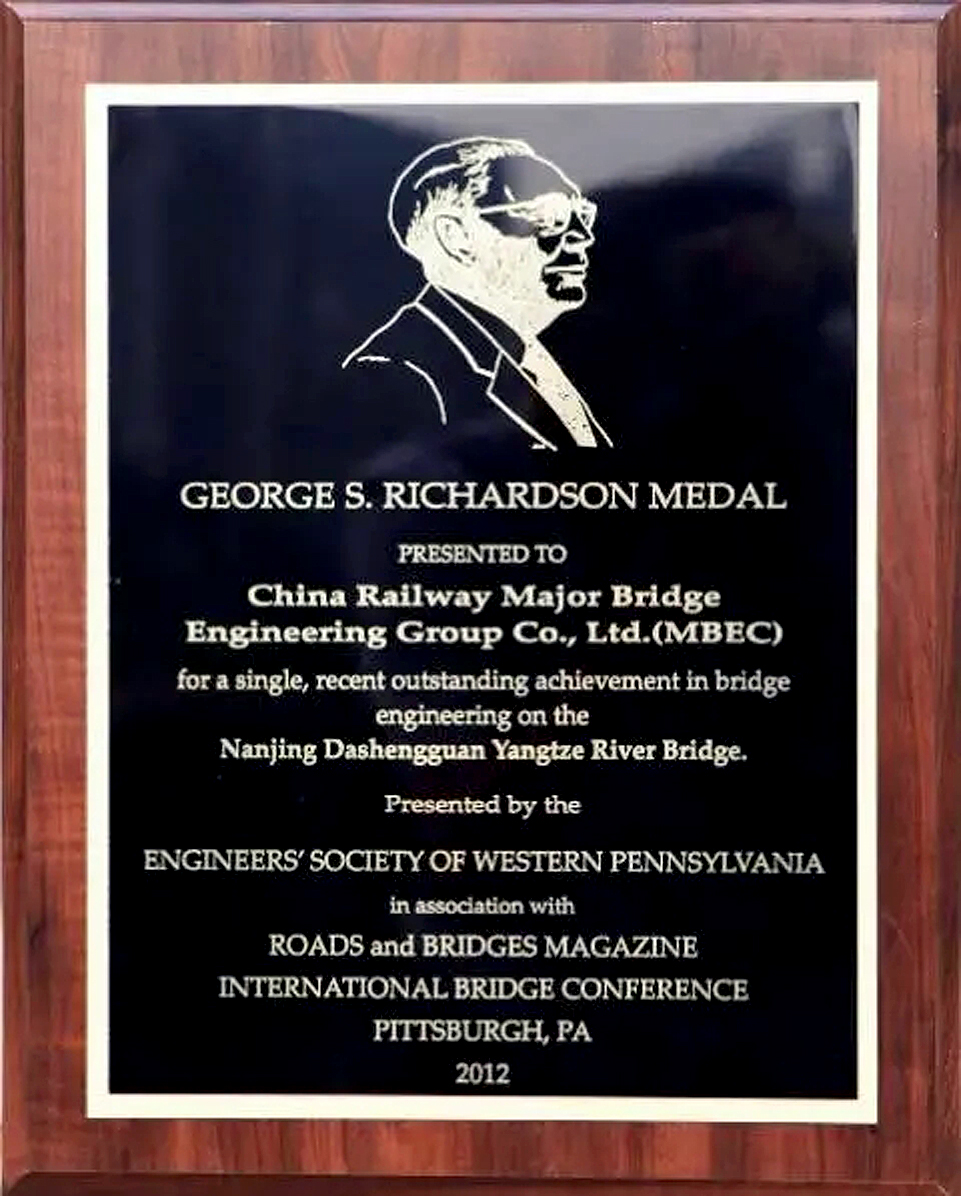 GEORGE S. RICHARDSON MEDAL
PRESENTED TO
China Railway Major Bridge
Engineering Group Co., Ltd.(MBEC)
for a single, recent outstanding achievement in bridge
engineering on the
Nanjing Dashengguan Yangtze River Bridge.
Presented by the
ENGINEERS' SOCIETY OF WESTERN PENNSYLVANIA
in association with
ROADS and BRIDGES MAGAZINE
INTERNATIONAL BRIDGE CONFERENCE
PITTSBURGH, PA
2012